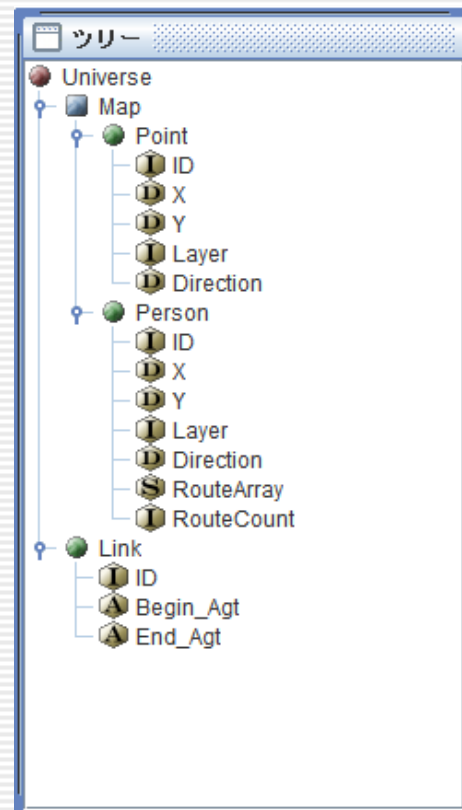 ツリー
Universe
Map
Point
I ID
D X
D Y
I Layer
D Direction
Person
I ID
D X
D Y
I Layer
D Direction
S RouteArray
I RouteCount
Link
I ID
A Begin_Agt
A End_Agt